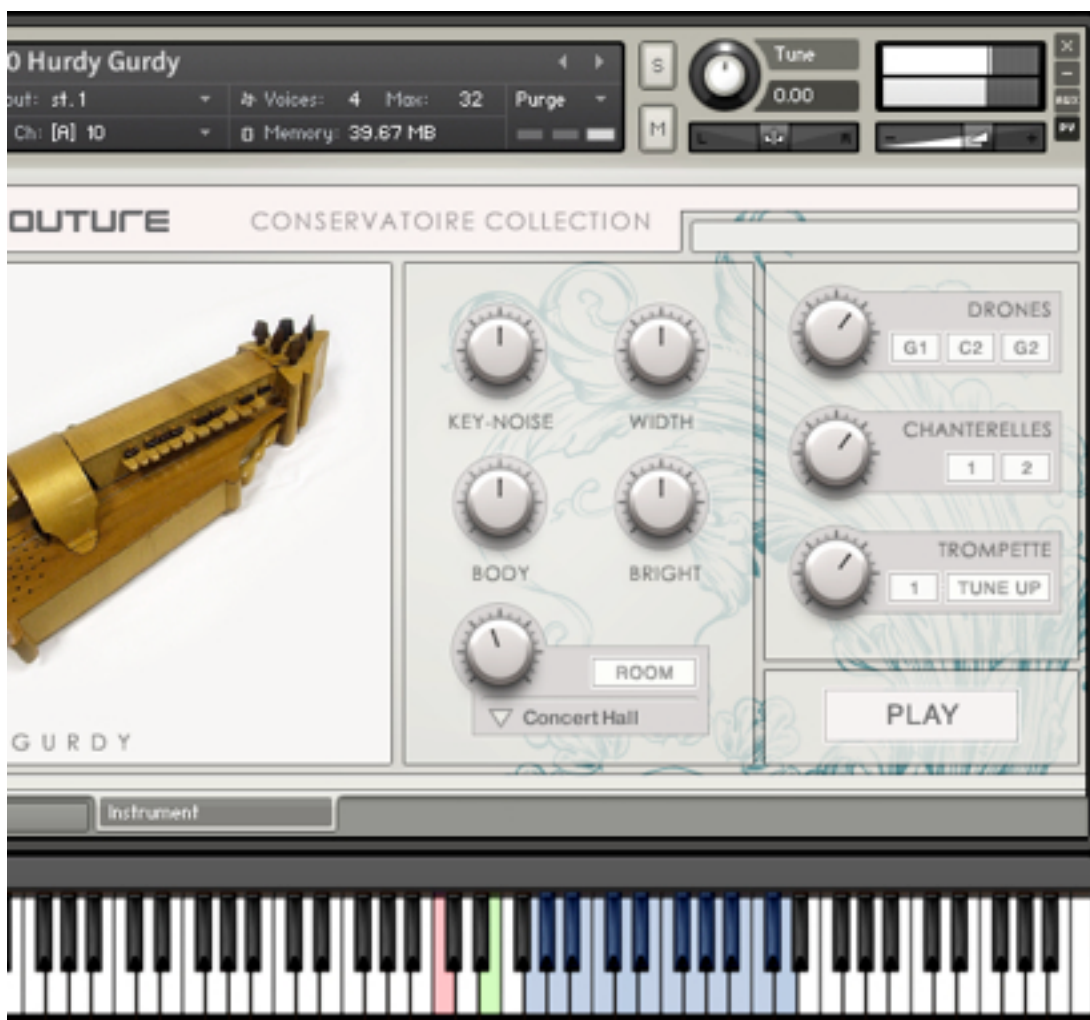 0 Hurdy Gurdy
out: st.1 Voices: 4 Max: 32 Purge
Ch: [A] 10 Memory: 39.67 MB
S
M
Tune
0.00
L R
- +
X
-
AUX
PV
OUTURE CONSERVATOIRE COLLECTION
GURDY
KEY-NOISE WIDTH
BODY BRIGHT
ROOM
Concert Hall
DRONES
G1 C2 G2
CHANTERELLES
1 2
TROMPETTE
1 TUNE UP
PLAY
Instrument